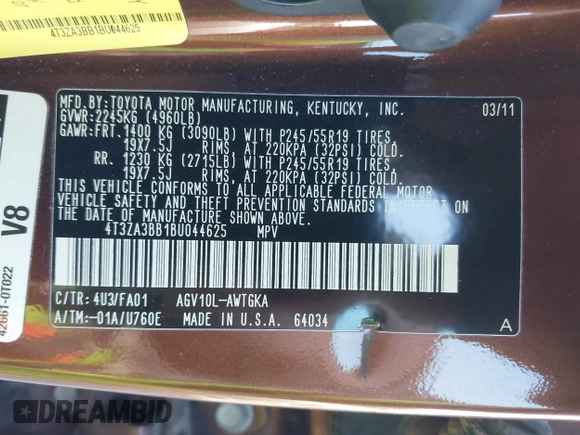 4T3ZA3BB1BU044625
MFD.BY:TOYOTA MOTOR MANUFACTURING, KENTUCKY, INC.
GVWR:2245KG (4960LB) 03/11
GAWR:FRT.1400 KG (3090LB) WITH P245/55R19 TIRES
19X7.5J RIMS, AT 220KPA (32PSI) COLD.
RR. 1230 KG (2715LB) WITH P245/55R19 TIRES
19X7.5J RIMS, AT 220KPA (32PSI) COLD.
THIS VEHICLE CONFORMS TO ALL APPLICABLE FEDERAL MOTOR
VEHICLE SAFETY AND THEFT PREVENTION STANDARDS IN EFFECT ON
THE DATE OF MANUFACTURE SHOWN ABOVE.
4T3ZA3BB1BU044625 MPV
C/TR: 4U3/FA01 AGV10L-AWTGKA
A/TM:-01A/U760E MADE IN U.S.A. 64034
A
V8
42661-0T022
DREAMBID